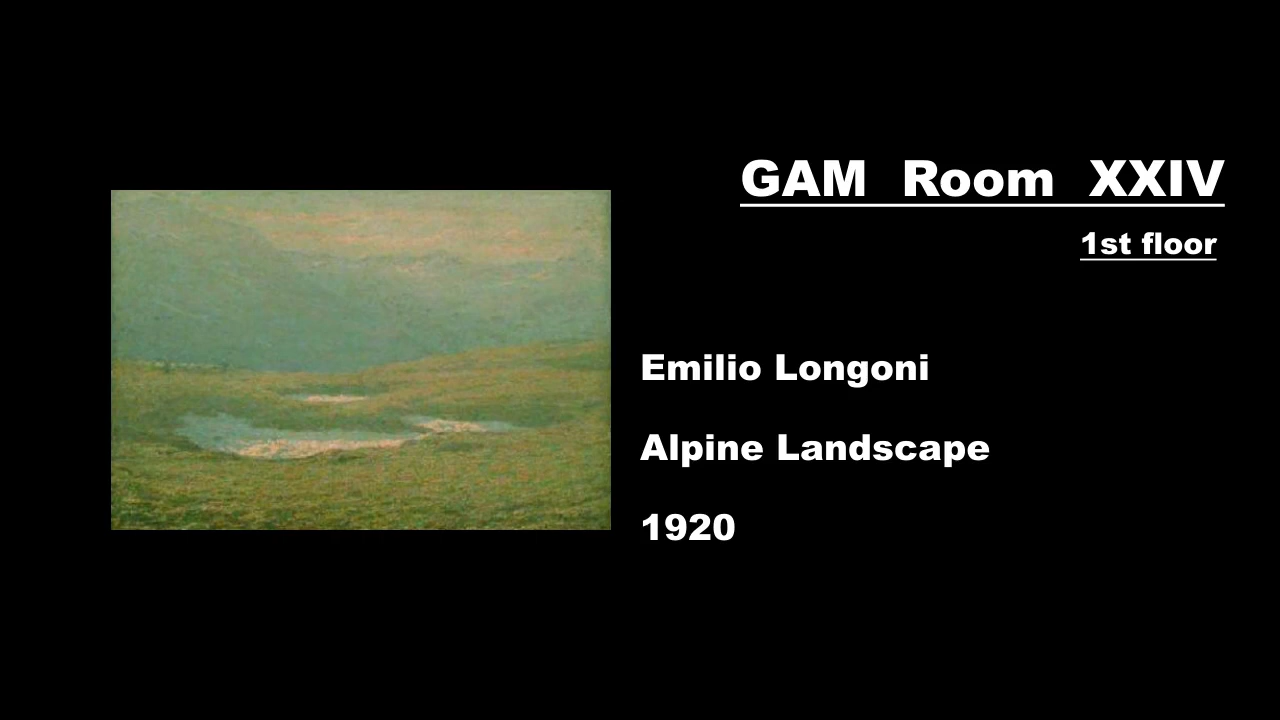 GAM Room XXIV
1st floor
Emilio Longoni
Alpine Landscape
1920